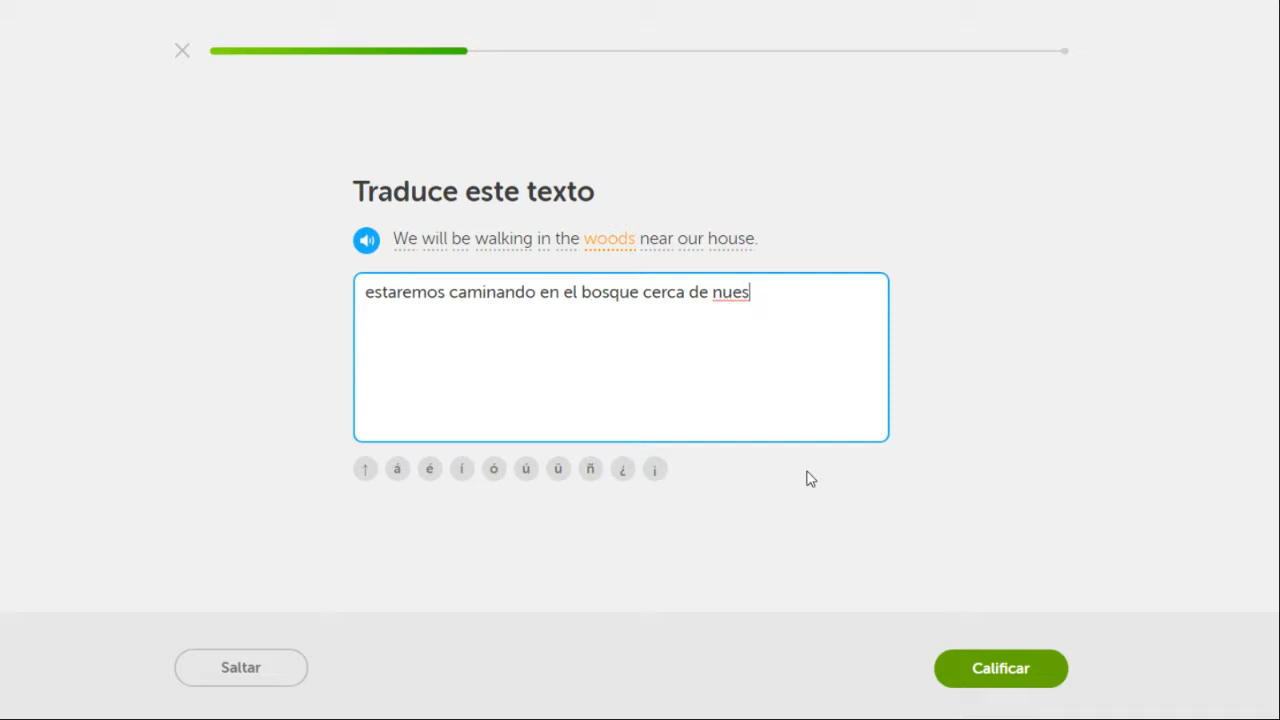 Traduce este texto
We will be walking in the woods near our house.
estaremos caminando en el bosque cerca de nues
↑ á é í ó ú ü ñ ¿ ¡
Saltar
Calificar